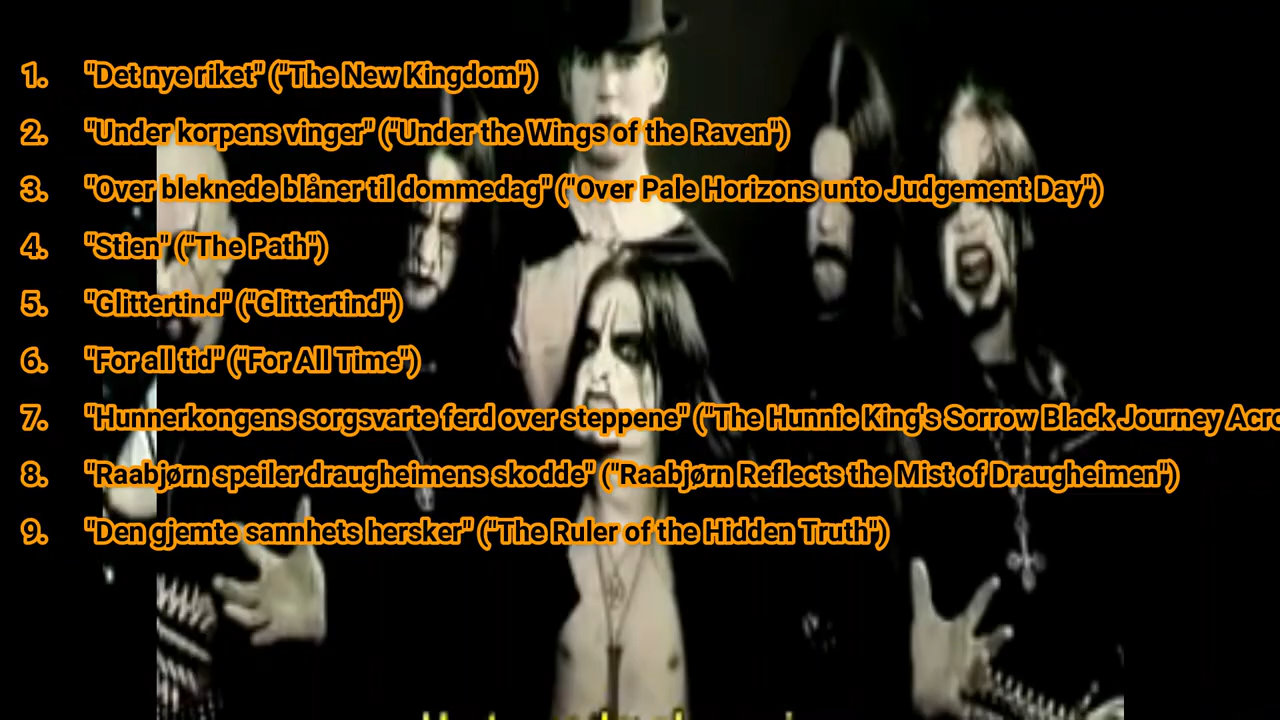 1. "Det nye riket" ("The New Kingdom")
2. "Under korpens vinger" ("Under the Wings of the Raven")
3. "Over bleknede blåner til dommedag" ("Over Pale Horizons unto Judgement Day")
4. "Stien" ("The Path")
5. "Glittertind" ("Glittertind")
6. "For all tid" ("For All Time")
7. "Hunnerkongens sorgsvarte ferd over steppene" ("The Hunnic King's Sorrow Black Journey
8. "Raabjørn speiler draugheimens skodde" ("Raabjørn Reflects the Mist of Draugheimen")
9. "Den gjemte sannhets hersker" ("The Ruler of the Hidden Truth")